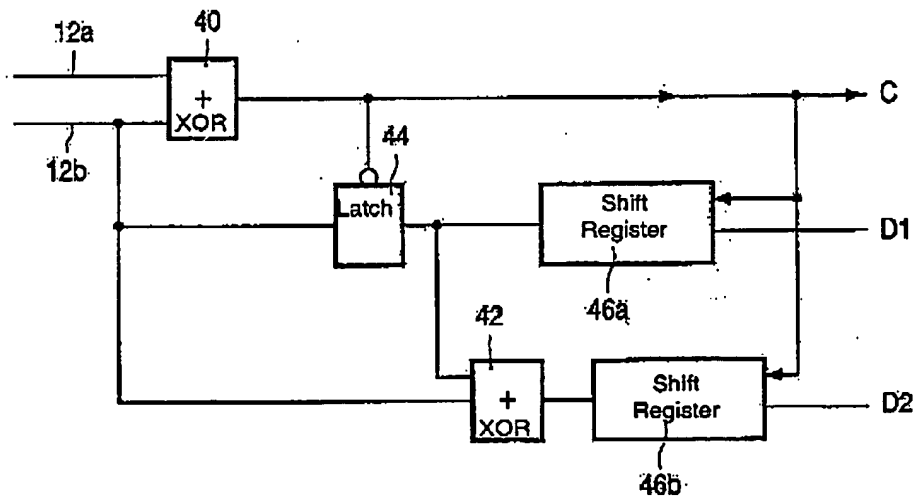 40
12a
+
XOR
C
12b
44
Latch
Shift
Register
D1
46a
42
+
XOR
Shift
Register
D2
46b